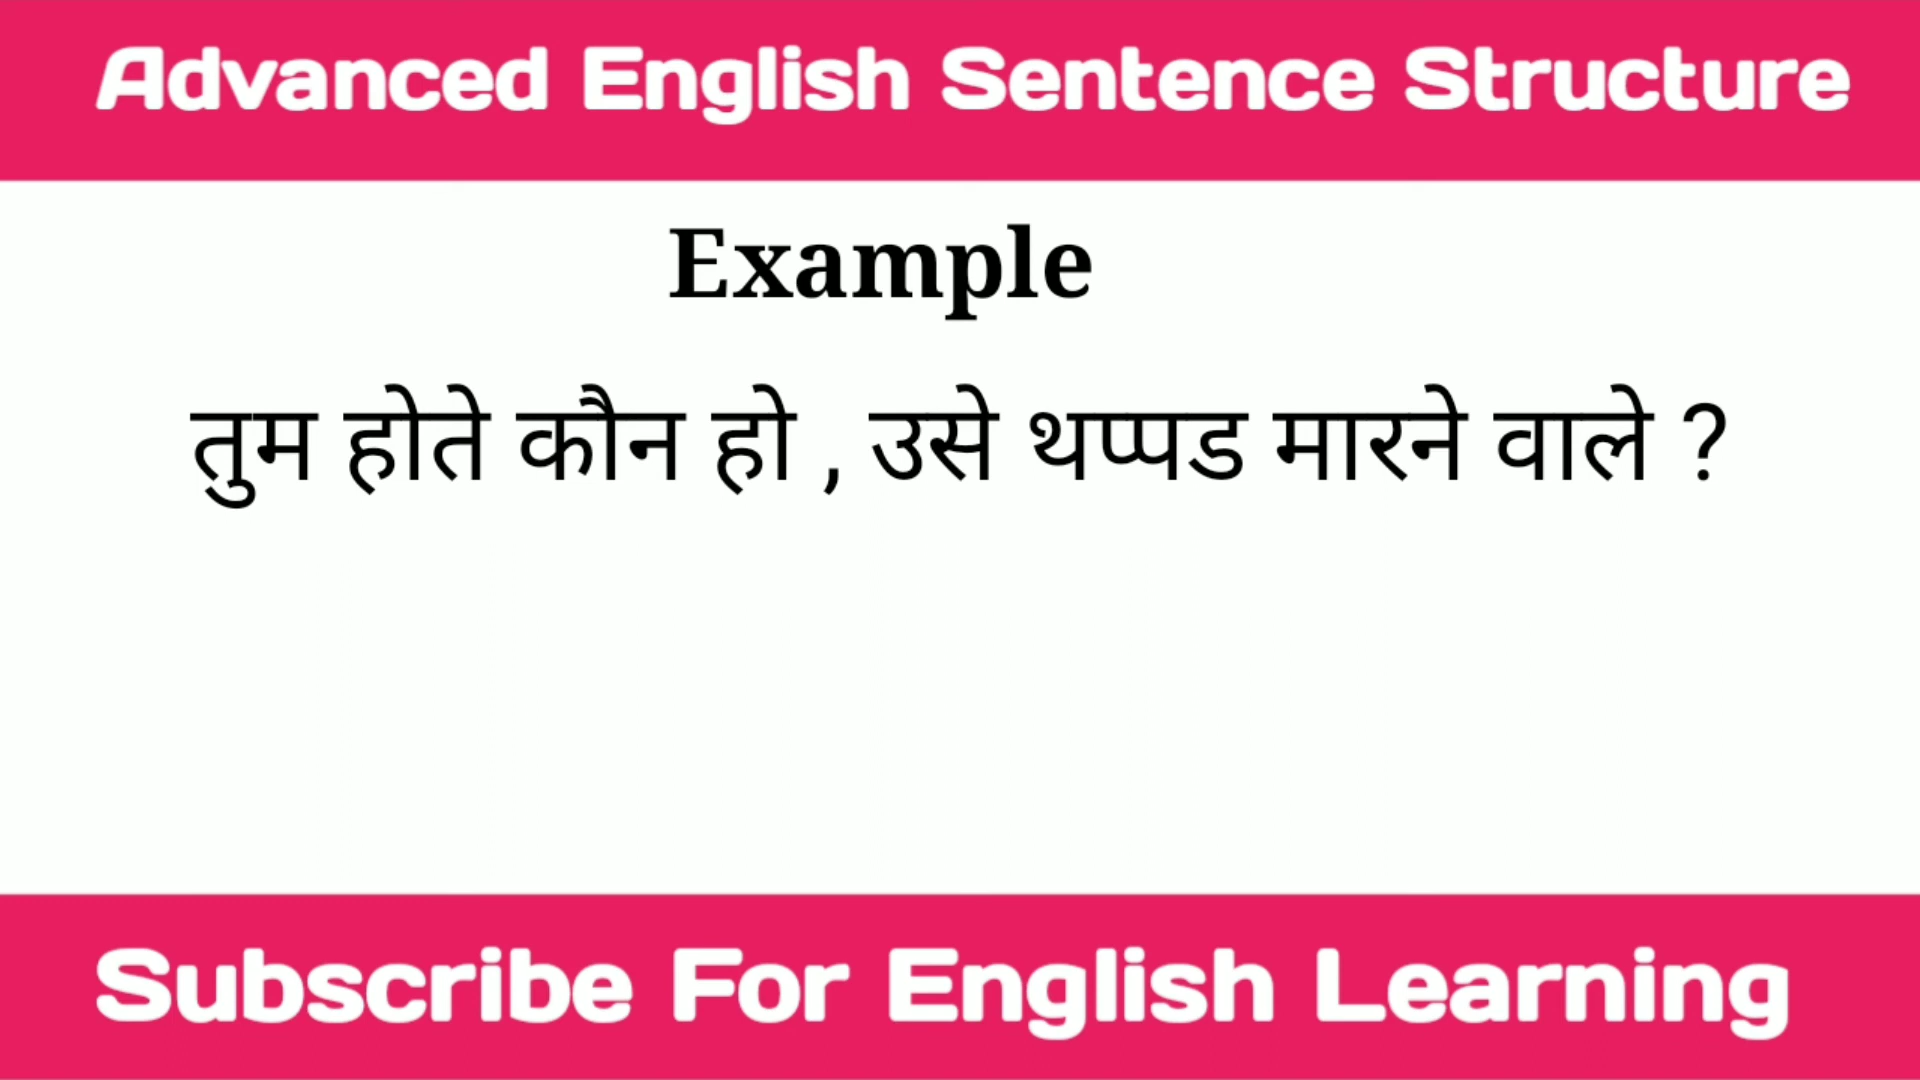 Advanced English Sentence Structure
Example
तुम होते कौन हो , उसे थप्पड मारने वाले ?
Subscribe For English Learning